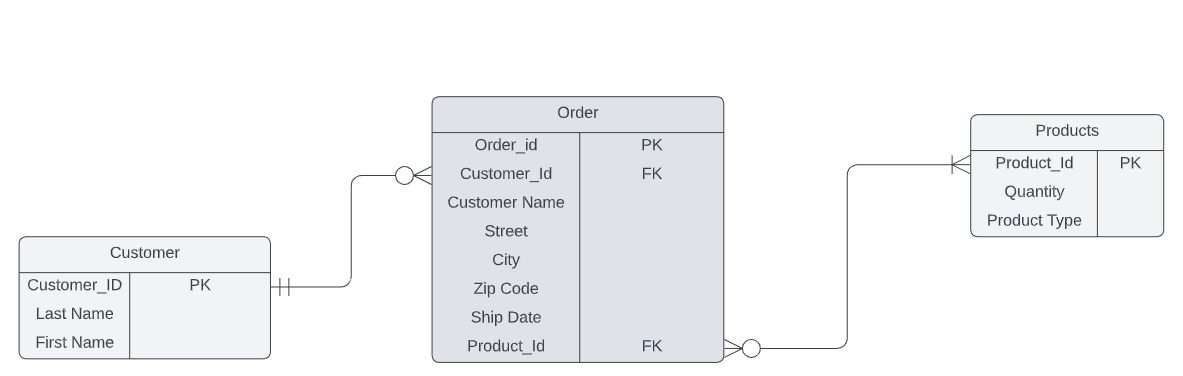 Customer
Customer_ID PK
Last Name
First Name
Order
Order_id PK
Customer_Id FK
Customer Name
Street
City
Zip Code
Ship Date
Product_Id FK
Products
Product_Id PK
Quantity
Product Type